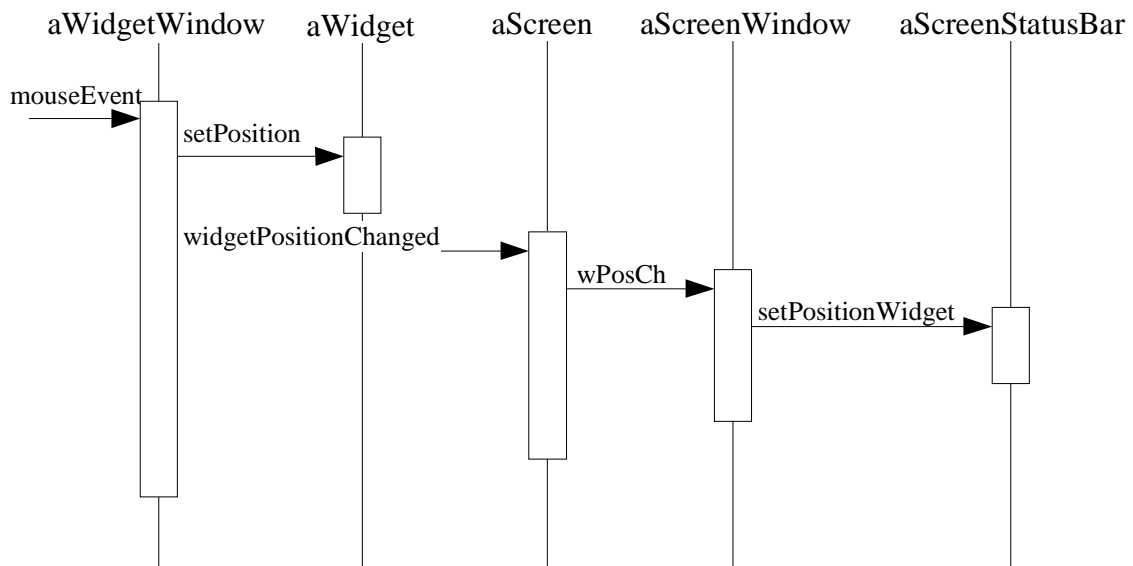 aWidgetWindow aWidget aScreen aScreenWindow aScreenStatusBar
mouseEvent
setPosition
widgetPositionChanged
wPosCh
setPositionWidget